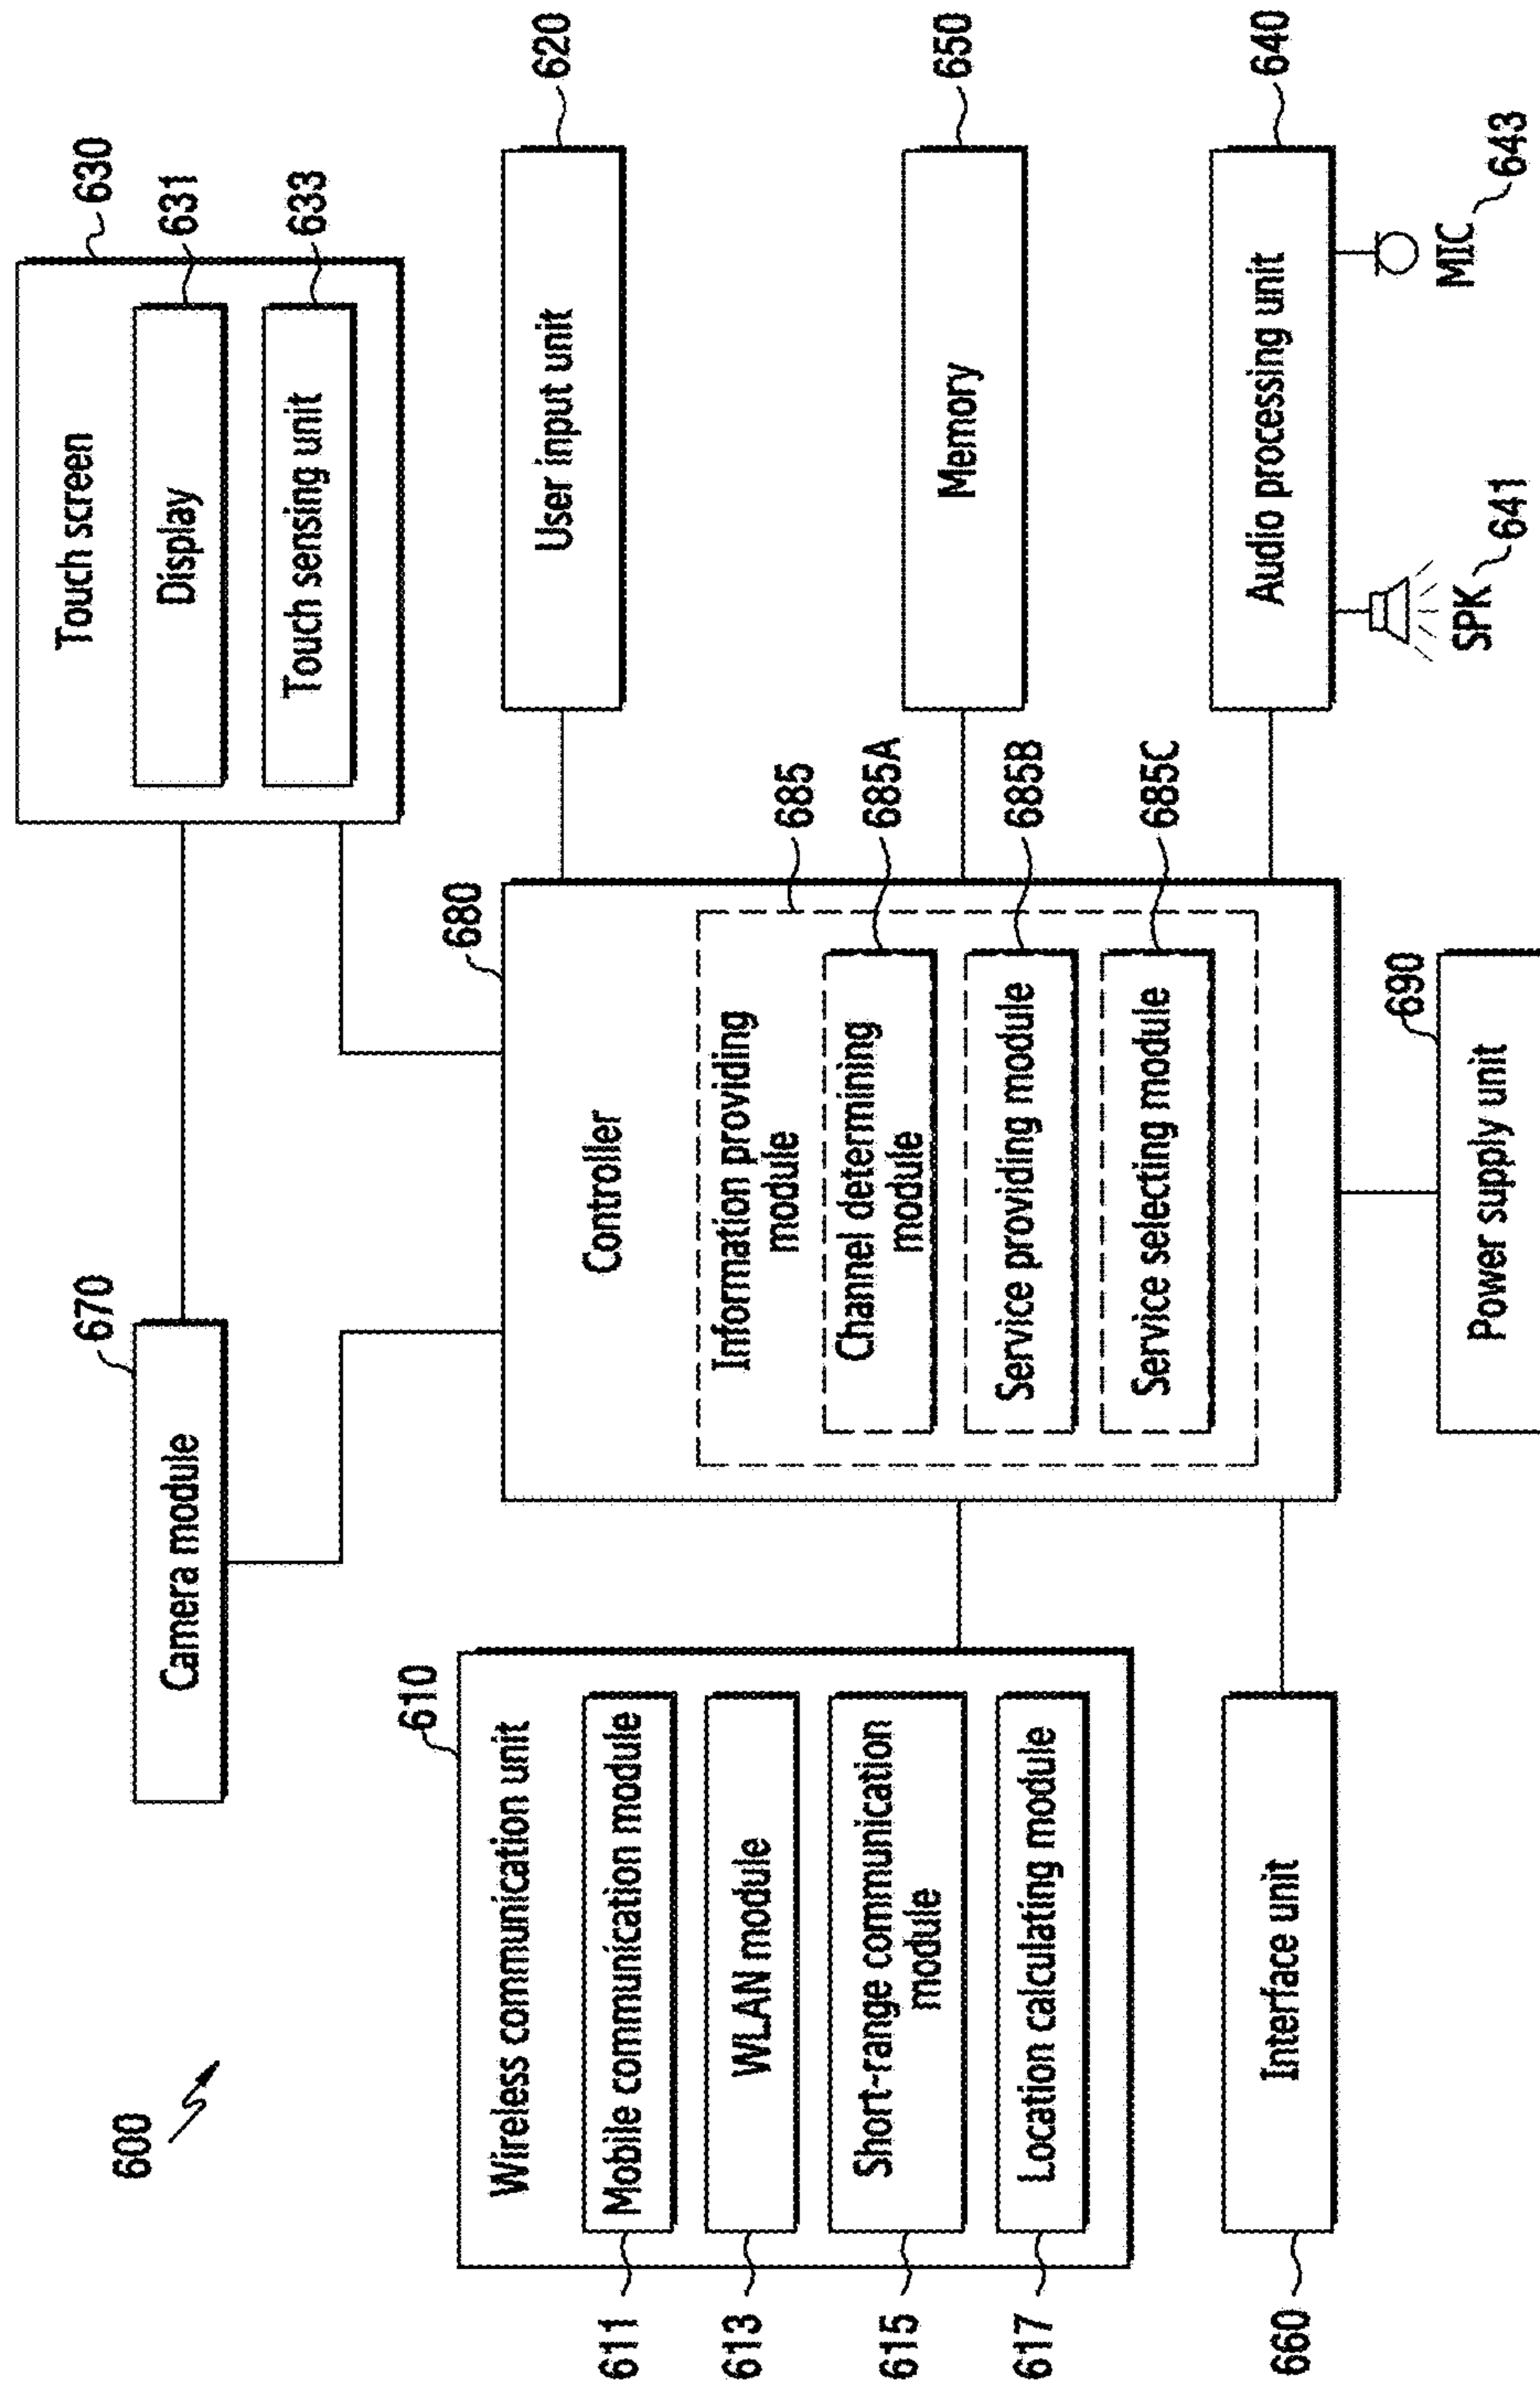 600
670
Camera module
Touch screen
630
Display
631
Touch sensing unit
633
610
Wireless communication unit
Mobile communication module
611
WLAN module
613
Short-range communication
module
615
Location calculating module
617
Interface unit
660
680
Controller
Information providing
module
685
Channel determining
module
685A
Service providing module
685B
Service selecting module
685C
User input unit
620
Memory
650
Audio processing unit
640
SPK
641
MIC
643
690
Power supply unit